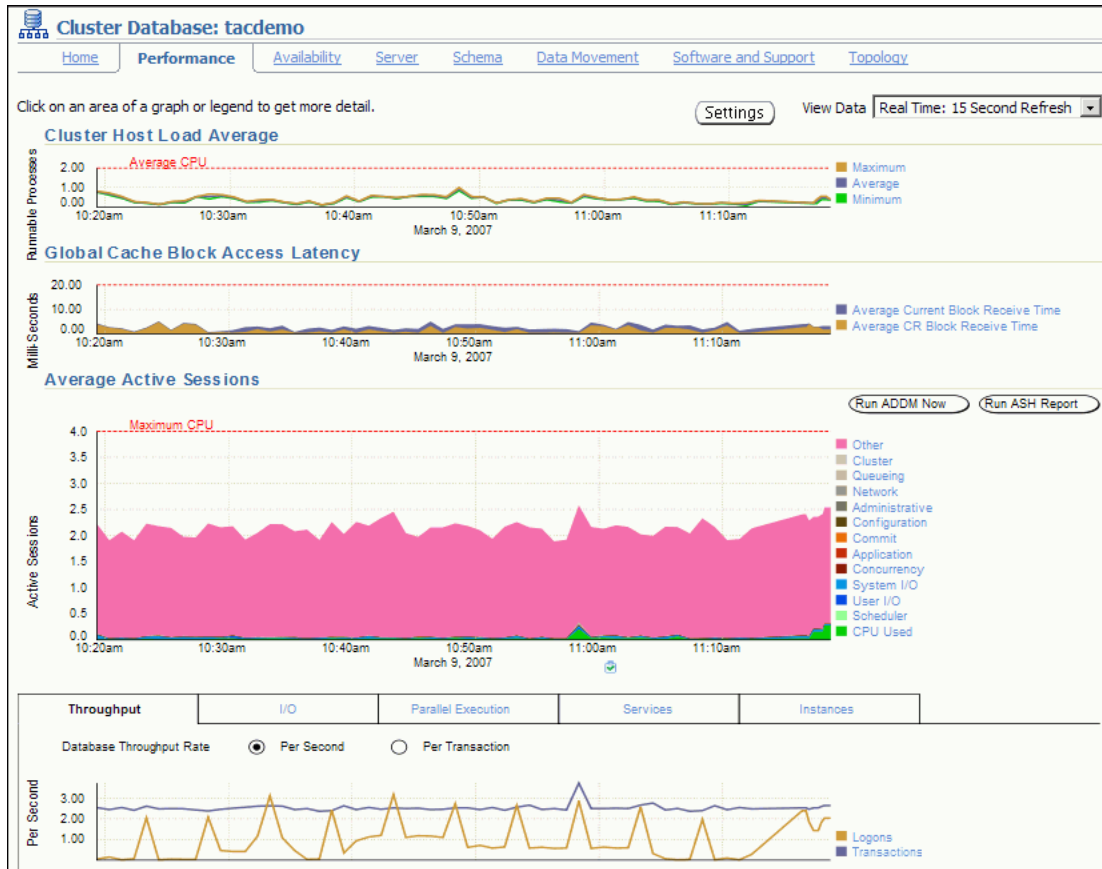 Cluster Database: tacdemo
Home Performance Availability Server Schema Data Movement Software and Support Topology
Click on an area of a graph or legend to get more detail.
Settings View Data Real Time: 15 Second Refresh
Cluster Host Load Average
Runnable Processes
Average CPU
2.00
1.00
0.00
Maximum
Average
Minimum
10:20am 10:30am 10:40am 10:50am 11:00am 11:10am
March 9, 2007
Global Cache Block Access Latency
Milli-Seconds
20.00
10.00
0.00
Average Current Block Receive Time
Average CR Block Receive Time
10:20am 10:30am 10:40am 10:50am 11:00am 11:10am
March 9, 2007
Average Active Sessions
Run ADDM Now Run ASH Report
Active Sessions
Maximum CPU
4.0
3.5
3.0
2.5
2.0
1.5
1.0
0.5
0.0
Other
Cluster
Queueing
Network
Administrative
Configuration
Commit
Application
Concurrency
System I/O
User I/O
Scheduler
CPU Used
10:20am 10:30am 10:40am 10:50am 11:00am 11:10am
March 9, 2007
Throughput I/O Parallel Execution Services Instances
Database Throughput Rate Per Second Per Transaction
Per Second
3.00
2.00
1.00
Logons
Transactions